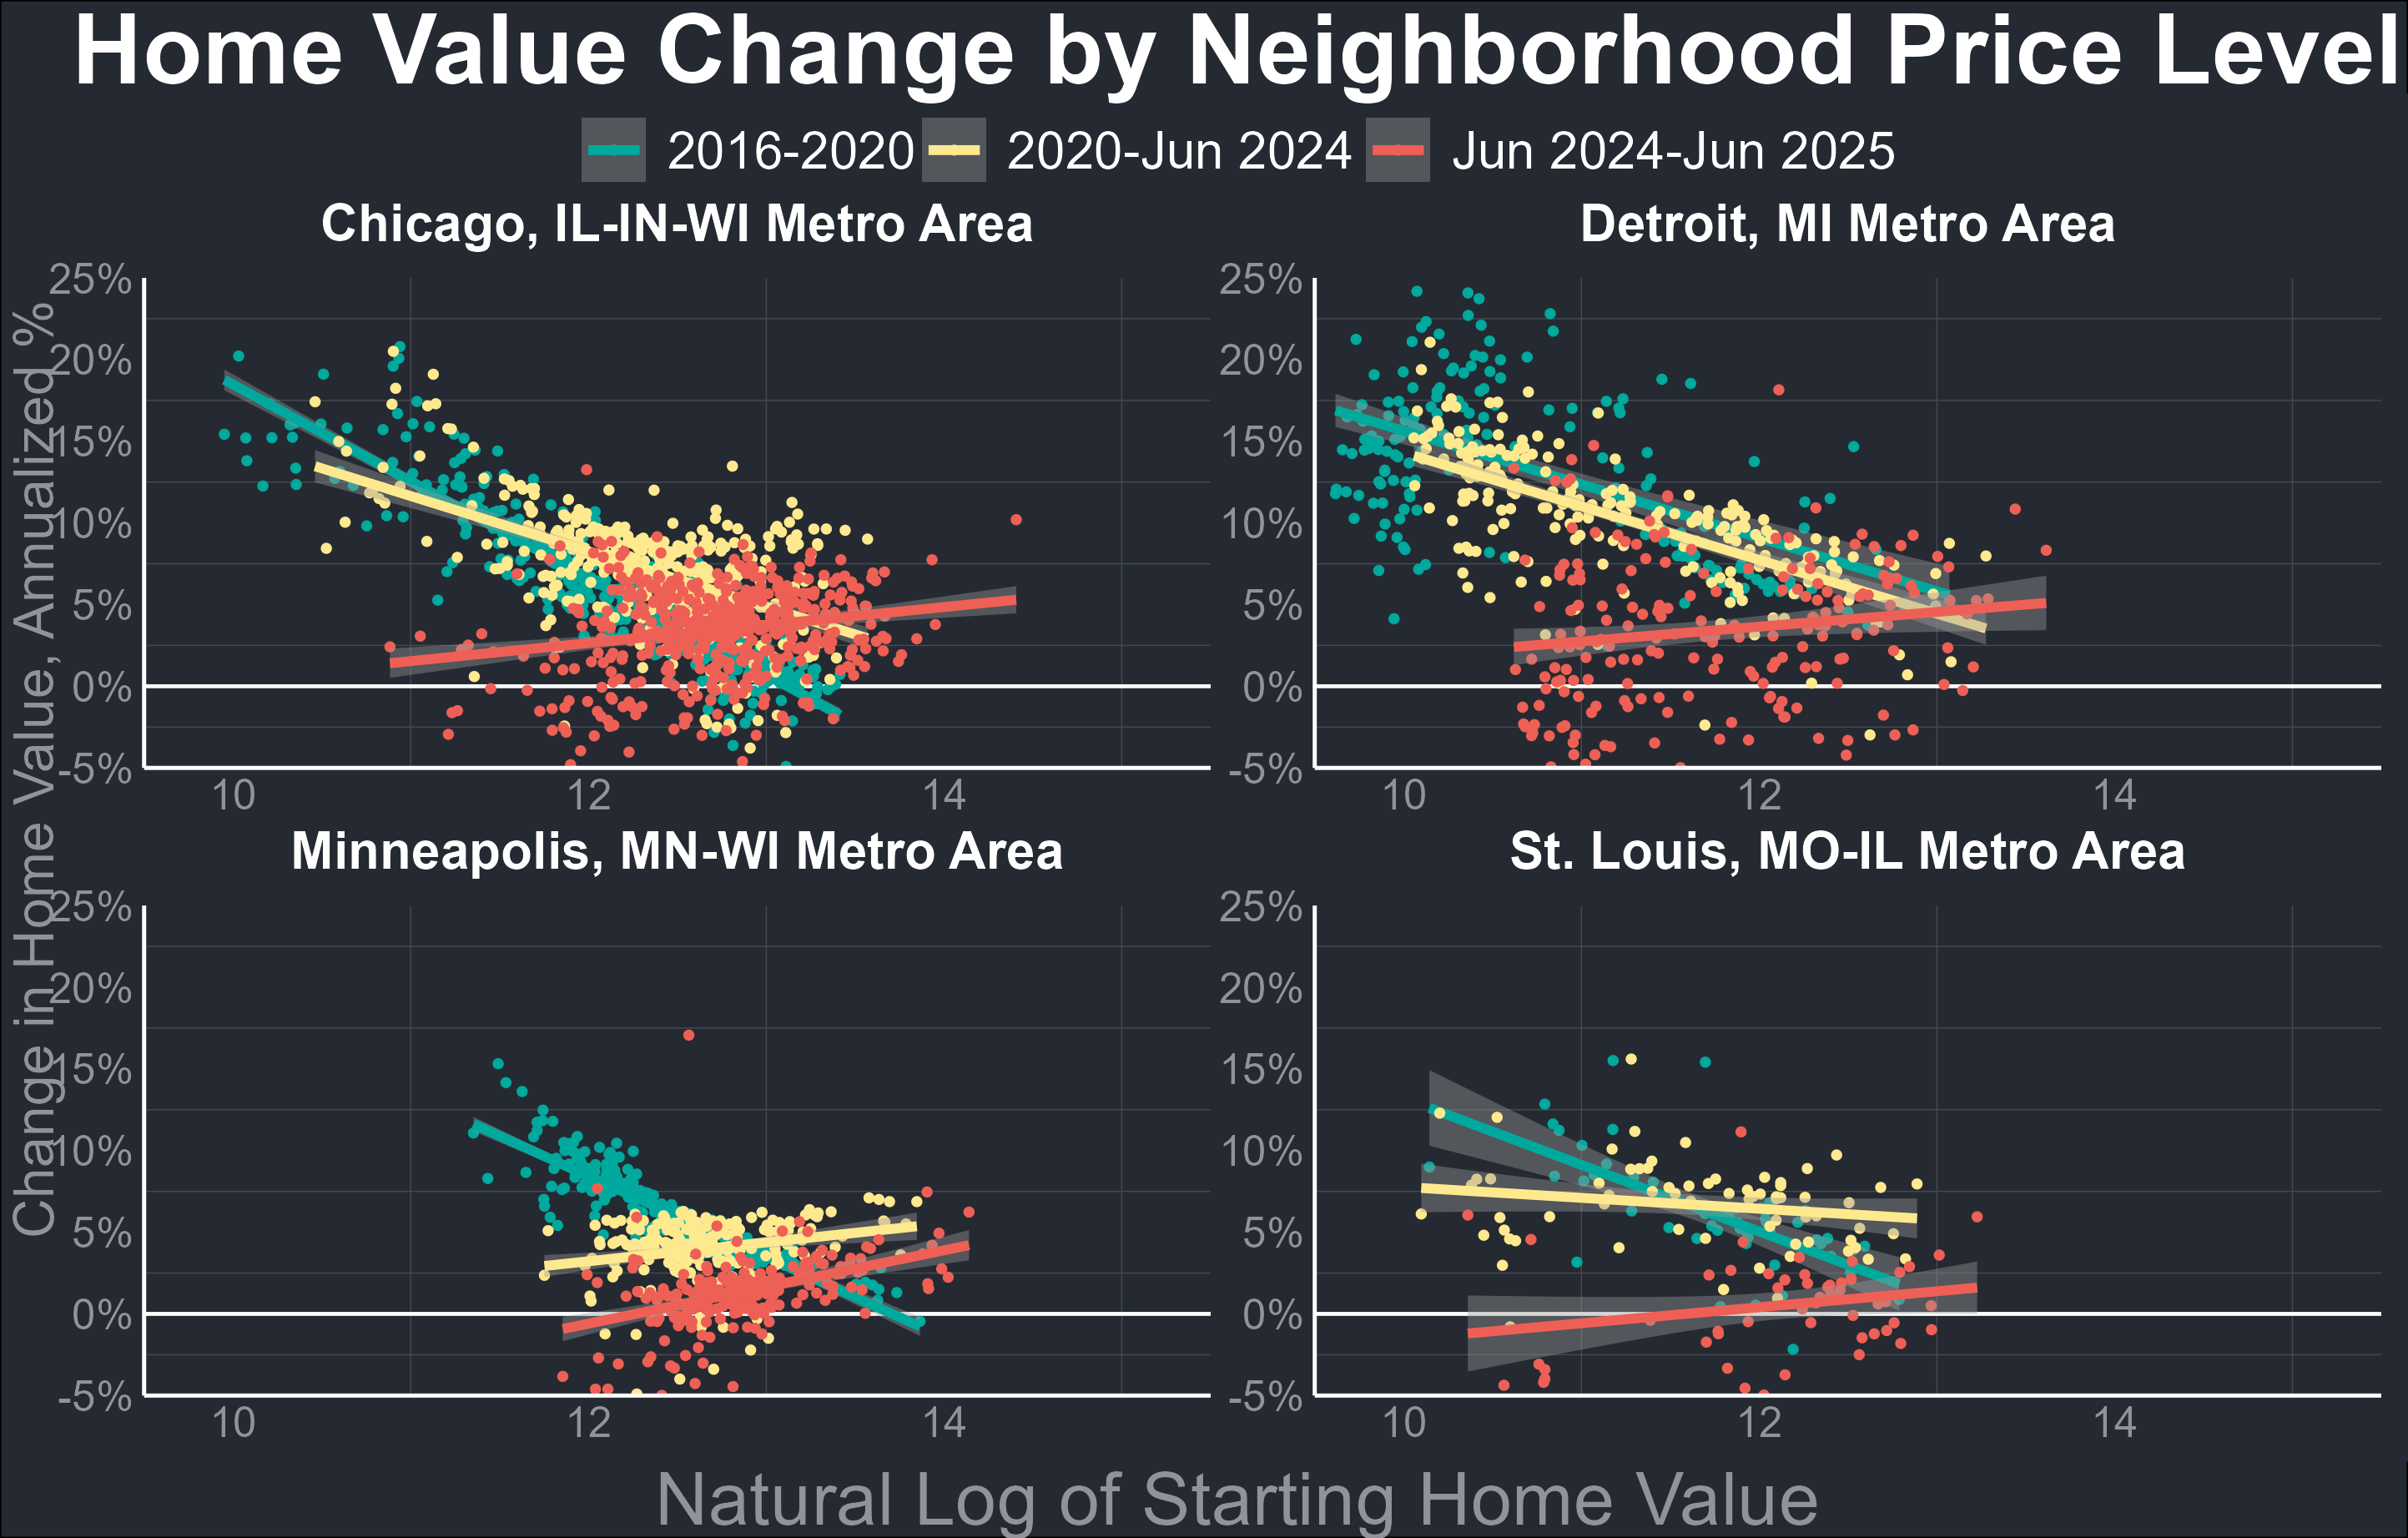 Home Value Change by Neighborhood Price Level
2016-2020 2020-Jun 2024 Jun 2024-Jun 2025
Change in Home Value, Annualized %
Chicago, IL-IN-WI Metro Area
25%
20%
15%
10%
5%
0%
-5%
10 12 14
Detroit, MI Metro Area
25%
20%
15%
10%
5%
0%
-5%
10 12 14
Minneapolis, MN-WI Metro Area
25%
20%
15%
10%
5%
0%
-5%
10 12 14
St. Louis, MO-IL Metro Area
25%
20%
15%
10%
5%
0%
-5%
10 12 14
Natural Log of Starting Home Value